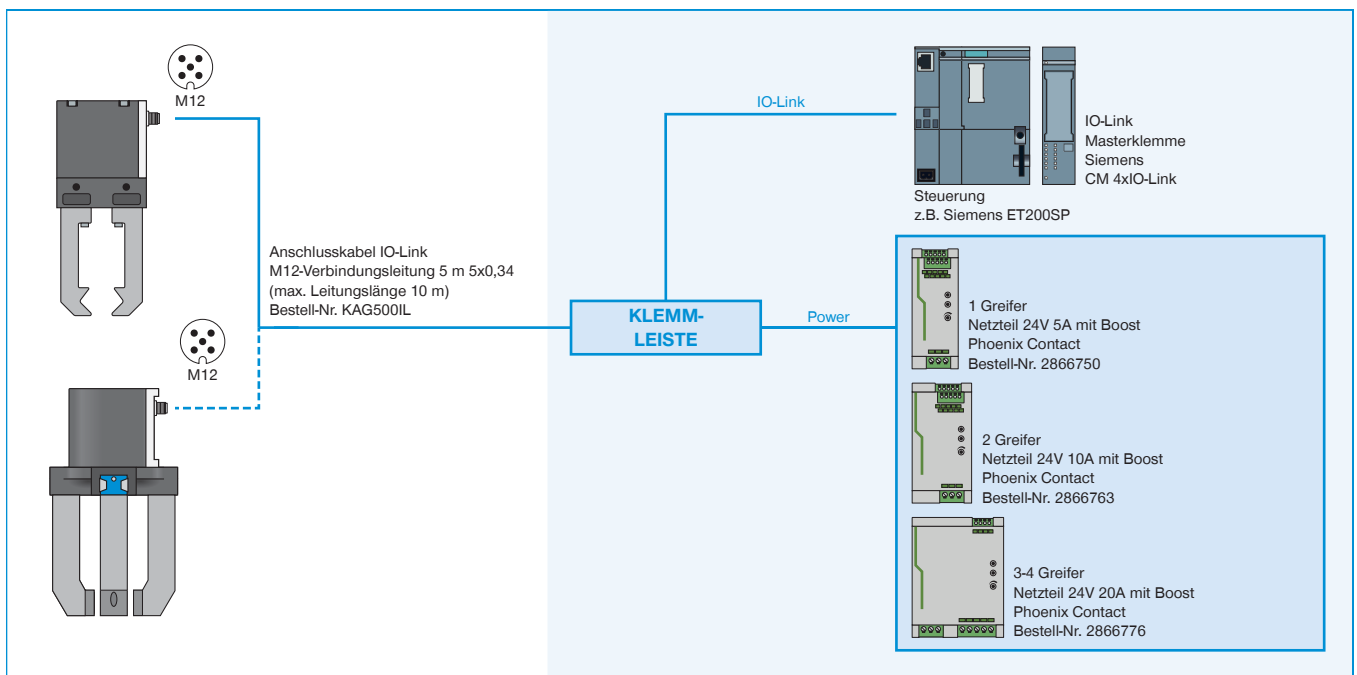 M12
Anschlusskabel IO-Link
M12-Verbindungsleitung 5 m 5x0,34
(max. Leitungslänge 10 m)
Bestell-Nr. KAG500IL
M12
KLEMM-
LEISTE
IO-Link
Power
IO-Link
Masterklemme
Siemens
CM 4xIO-Link
Steuerung
z.B. Siemens ET200SP
1 Greifer
Netzteil 24V 5A mit Boost
Phoenix Contact
Bestell-Nr. 2866750
2 Greifer
Netzteil 24V 10A mit Boost
Phoenix Contact
Bestell-Nr. 2866763
3-4 Greifer
Netzteil 24V 20A mit Boost
Phoenix Contact
Bestell-Nr. 2866776